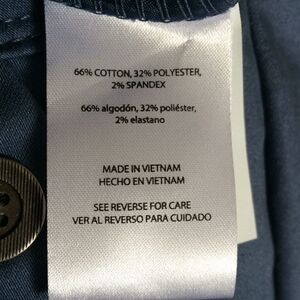 66% COTTON, 32% POLYESTER,
2% SPANDEX
66% algodón, 32% poliéster,
2% elastano
MADE IN VIETNAM
HECHO EN VIETNAM
SEE REVERSE FOR CARE
VER AL REVERSO PARA CUIDADO